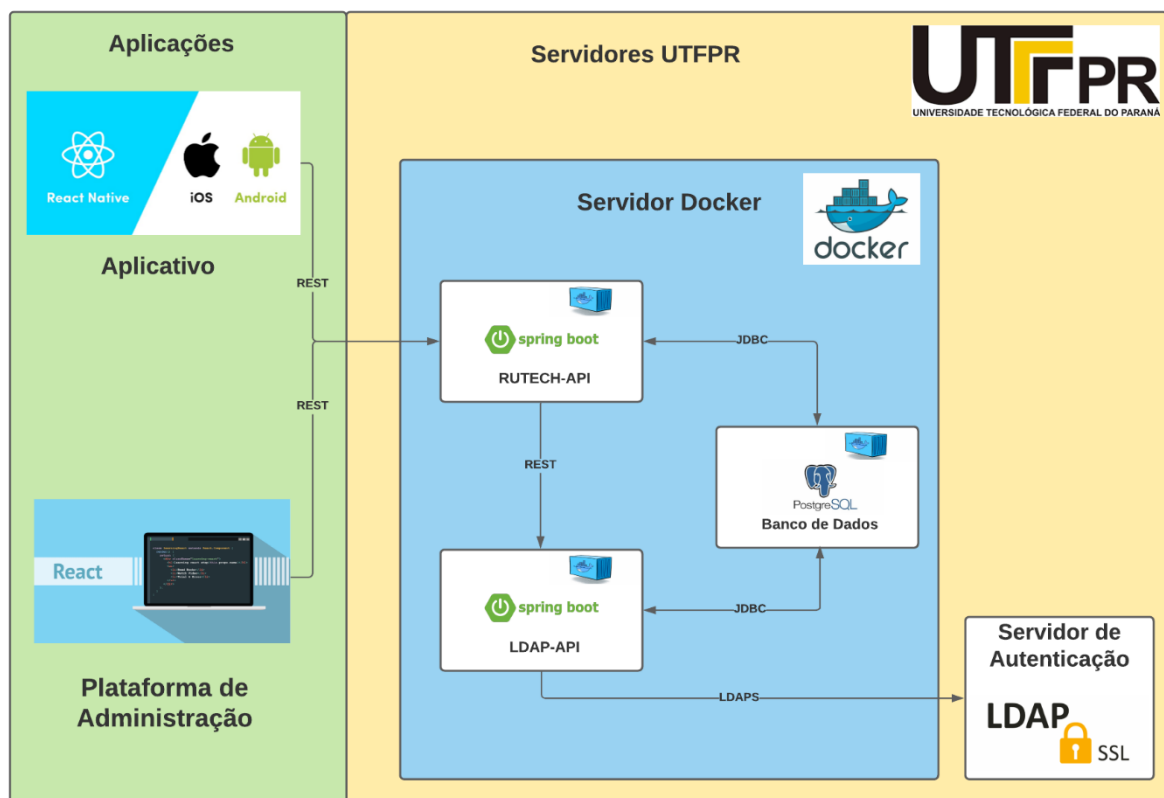 Aplicações
Servidores UTFPR
UTFPR
UNIVERSIDADE TECNOLÓGICA FEDERAL DO PARANÁ
React Native
iOS
Android
Aplicativo
REST
Servidor Docker
docker
spring boot
RUTECH-API
JDBC
REST
REST
PostgreSQL
Banco de Dados
React
Plataforma de
Administração
spring boot
LDAP-API
JDBC
LDAPS
Servidor de
Autenticação
LDAP
SSL